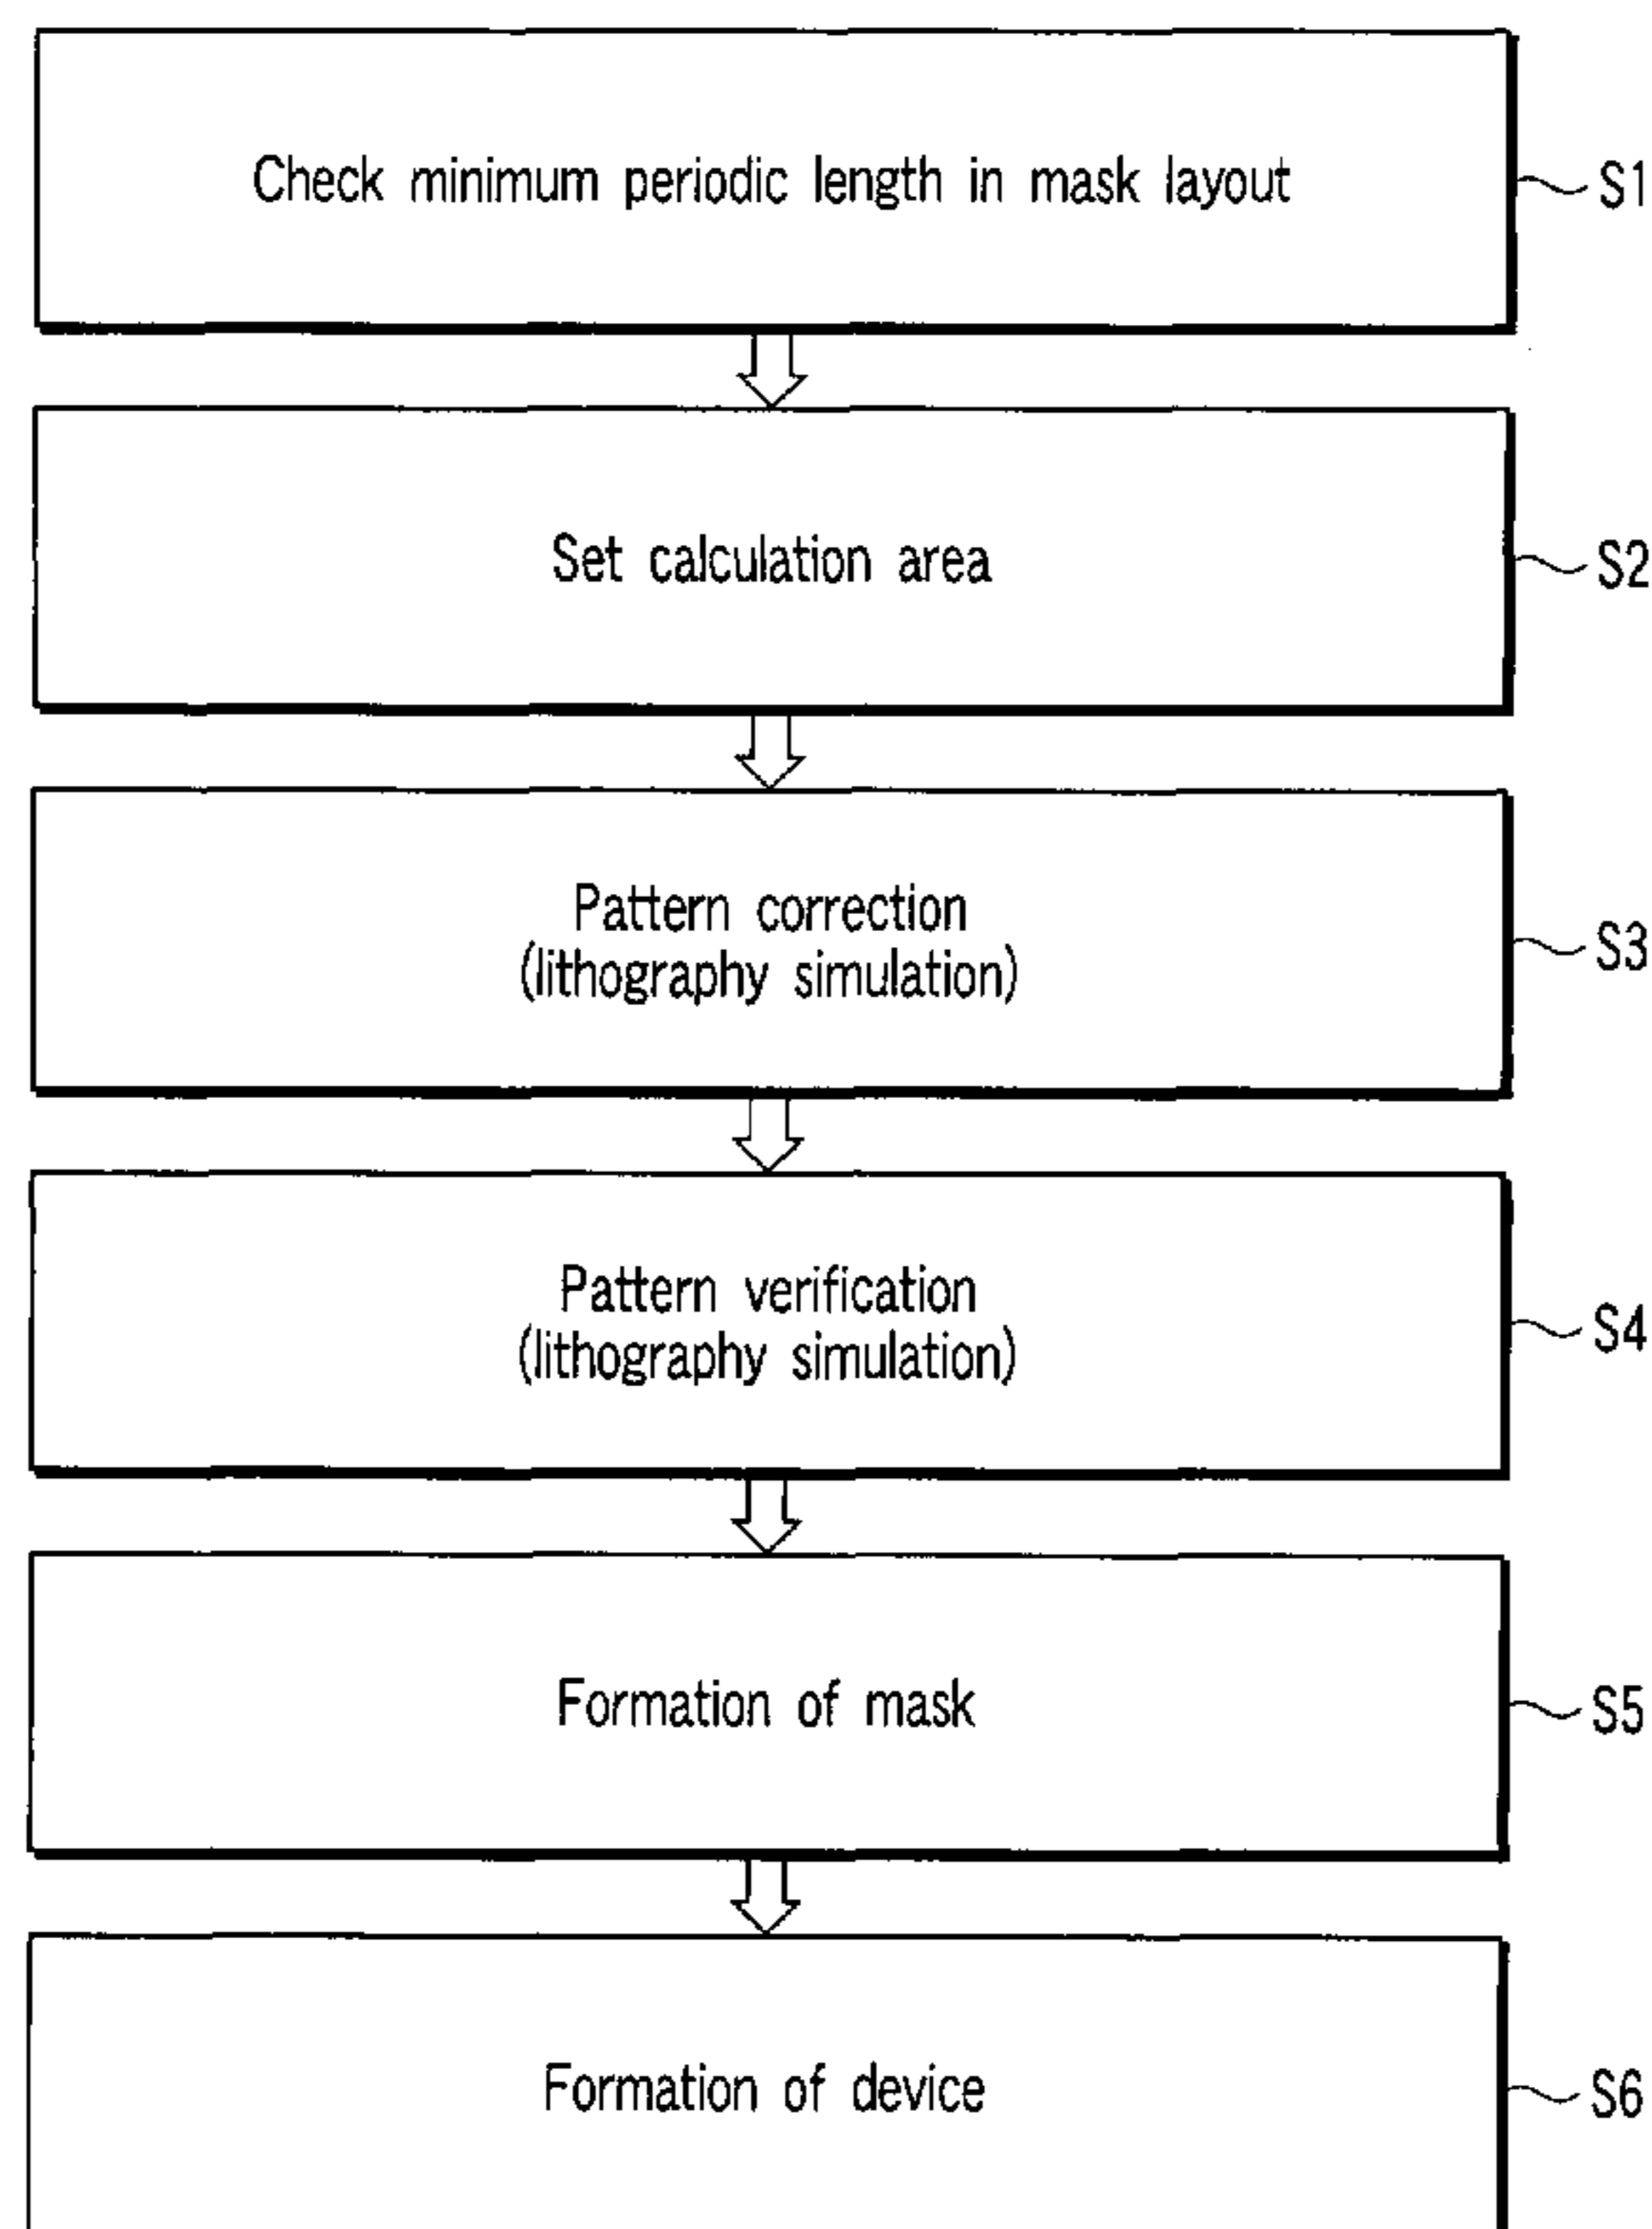 Check minimum periodic length in mask layout
S1
Set calculation area
S2
Pattern correction
(lithography simulation)
S3
Pattern verification
(lithography simulation)
S4
Formation of mask
S5
Formation of device
S6